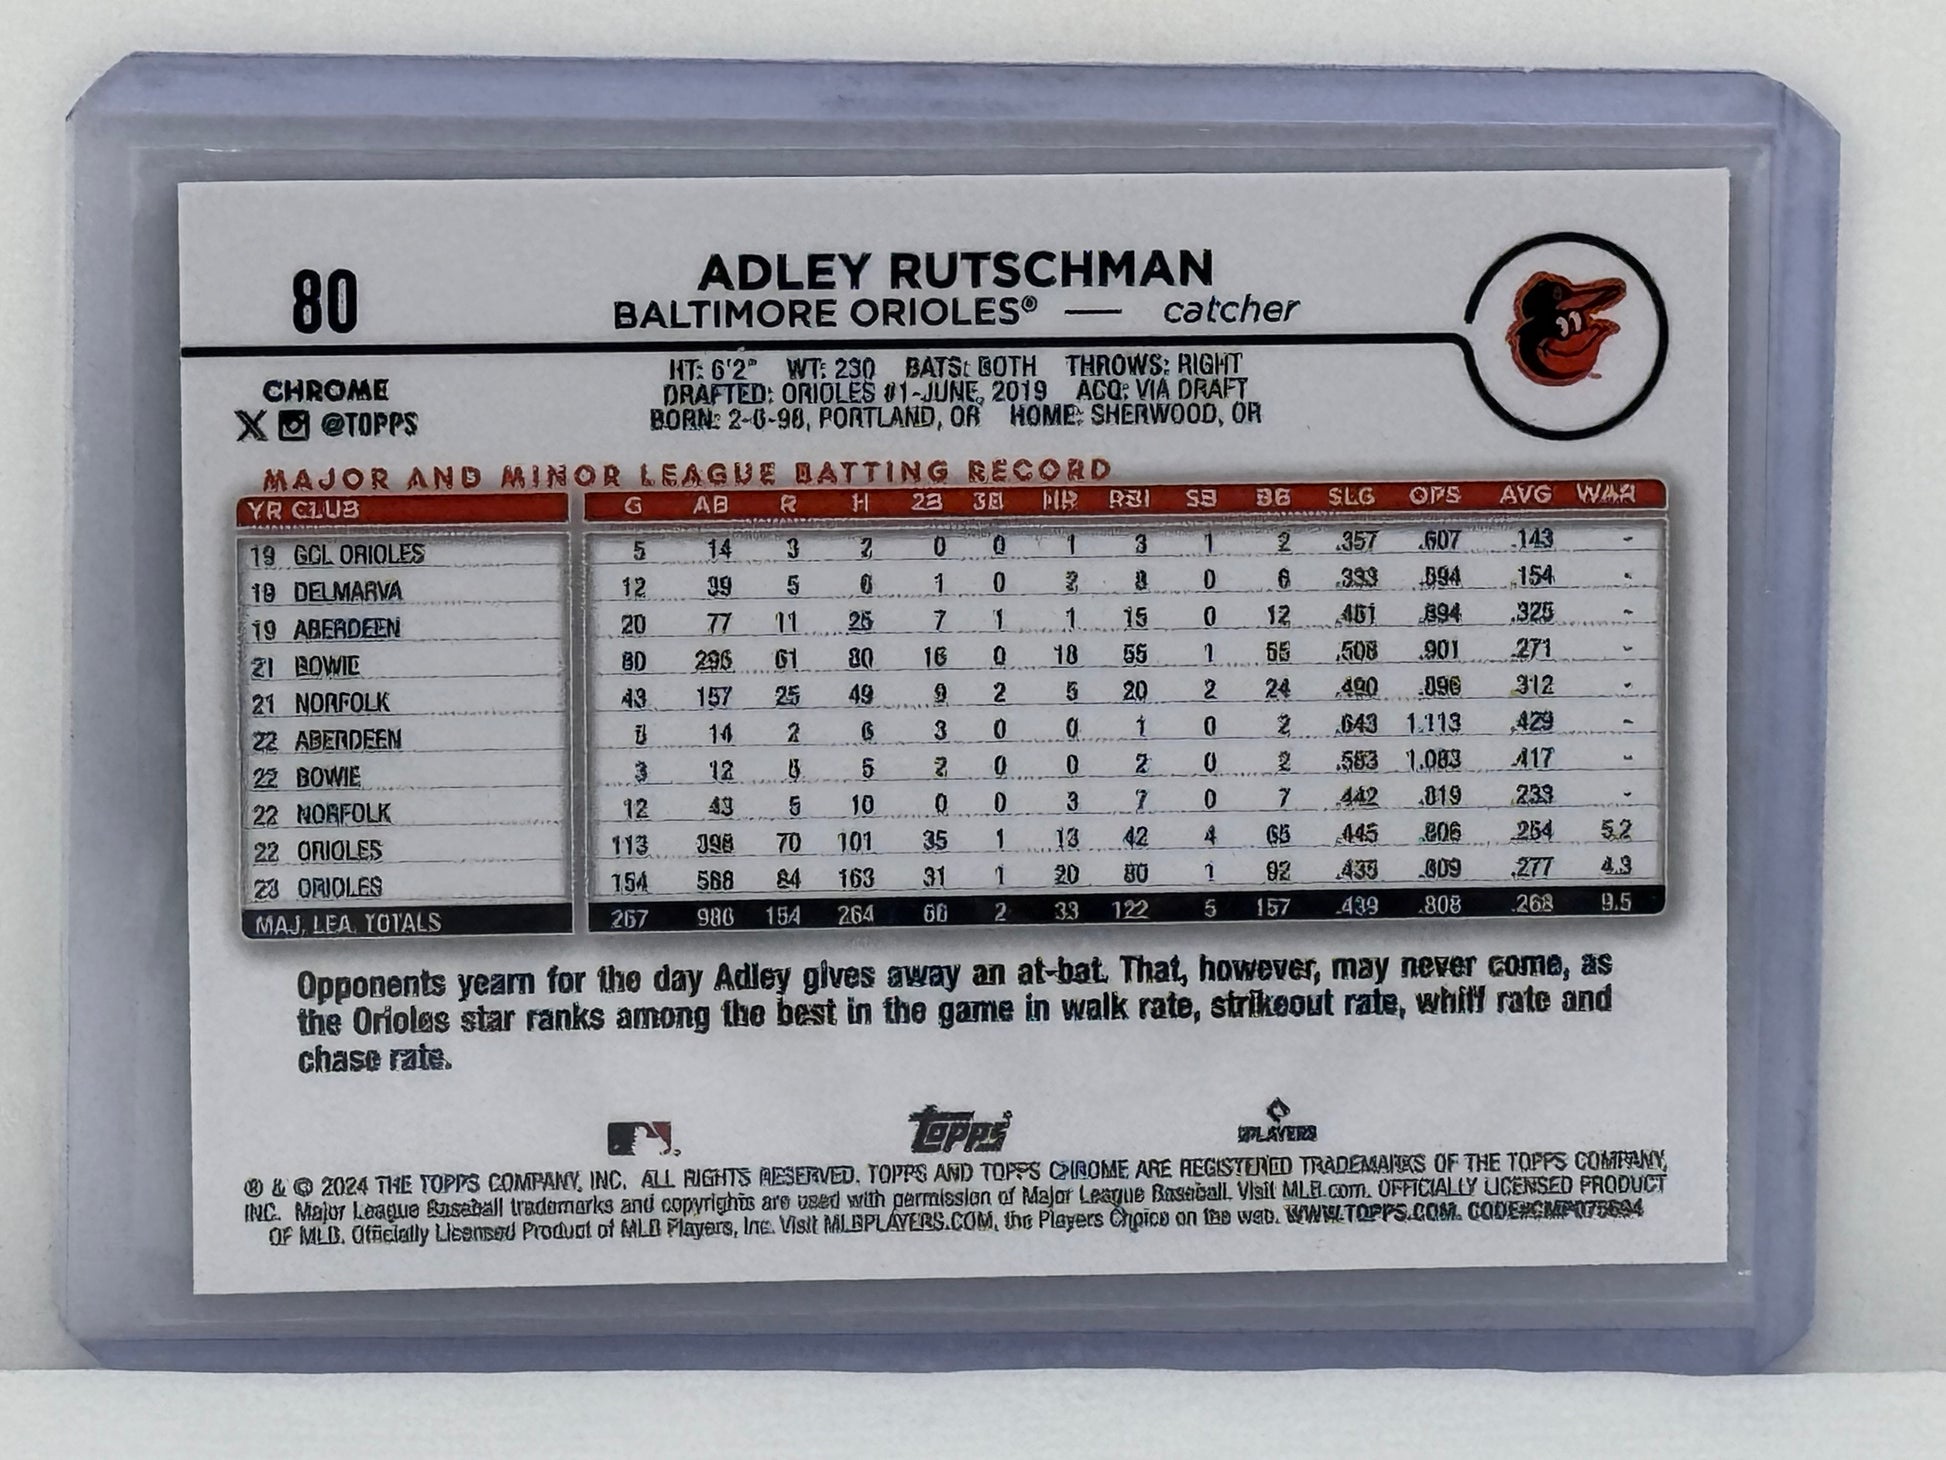 80
ADLEY RUTSCHMAN
BALTIMORE ORIOLES® — catcher
CHROME
@TOPPS
HT: 6'2" WT: 230 BATS: BOTH THROWS: RIGHT
DRAFTED: ORIOLES #1-JUNE, 2019 ACQ: VIA DRAFT
BORN: 2-6-98, PORTLAND, OR HOME: SHERWOOD, OR
MAJOR AND MINOR LEAGUE BATTING RECORD
YR CLUB G AB R H 2B 3B HR RBI SB BB SLG OPS AVG WAR
19 GCL ORIOLES 5 14 3 2 0 0 1 3 1 2 .357 .607 .143 -
19 DELMARVA 12 39 5 6 1 0 2 8 0 6 .333 .594 .154 -
19 ABERDEEN 20 77 11 25 7 1 1 15 0 12 .481 .894 .325 -
21 BOWIE 80 295 61 80 16 0 18 55 1 55 .508 .901 .271 -
21 NORFOLK 43 157 25 49 9 2 5 20 2 24 .490 .896 .312 -
22 ABERDEEN 14 2 6 3 0 0 1 0 2 .643 1.113 .429 -
22 BOWIE 3 12 5 2 0 0 2 0 2 .583 1.083 .417 -
22 NORFOLK 12 43 5 10 0 0 3 7 0 7 .442 .819 .233 -
22 ORIOLES 113 398 70 101 35 1 13 42 4 65 .445 .806 .254 5.2
23 ORIOLES 154 588 84 163 31 1 20 80 1 92 .435 .809 .277 4.3
MAJ. LEA. TOTALS 267 986 154 264 66 2 33 122 5 157 .439 .808 .268 9.5
Opponents yearn for the day Adley gives away an at-bat. That, however, may never come, as
the Orioles star ranks among the best in the game in walk rate, strikeout rate, whiff rate and
chase rate.
topps
PLAYERS
® & © 2024 THE TOPPS COMPANY, INC. ALL RIGHTS RESERVED. TOPPS AND TOPPS CHROME ARE REGISTERED TRADEMARKS OF THE TOPPS COMPANY,
INC. Major League Baseball trademarks and copyrights are used with permission of Major League Baseball. Visit MLB.com. OFFICIALLY LICENSED PRODUCT
OF MLB. Officially Licensed Product of MLB Players, Inc. Visit MLBPLAYERS.COM, the Players Choice on the web. WWW.TOPPS.COM. CODE#CMP075694